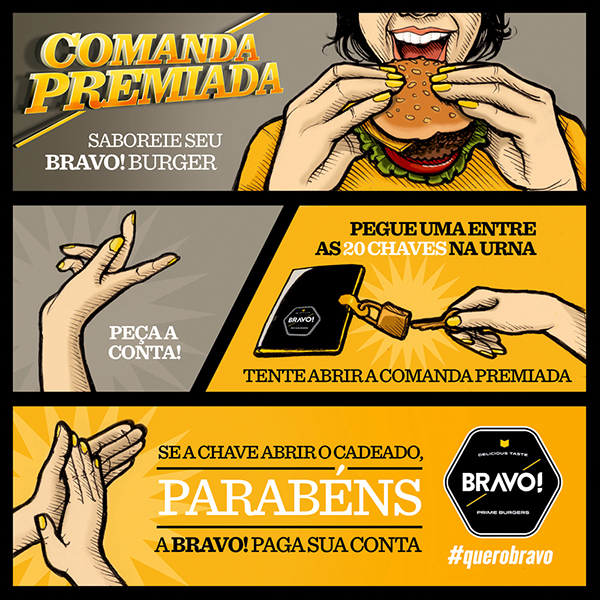 COMANDA
PREMIADA
SABOREIE SEU
BRAVO! BURGER
PEÇA A
CONTA!
PEGUE UMA ENTRE
AS 20 CHAVES NA URNA
BRAVO!
TENTE ABRIR A COMANDA PREMIADA
SE A CHAVE ABRIR O CADEADO,
PARABÉNS
A BRAVO! PAGA SUA CONTA
DELICIOUS TASTE
BRAVO!
PRIME BURGERS
#querobravo